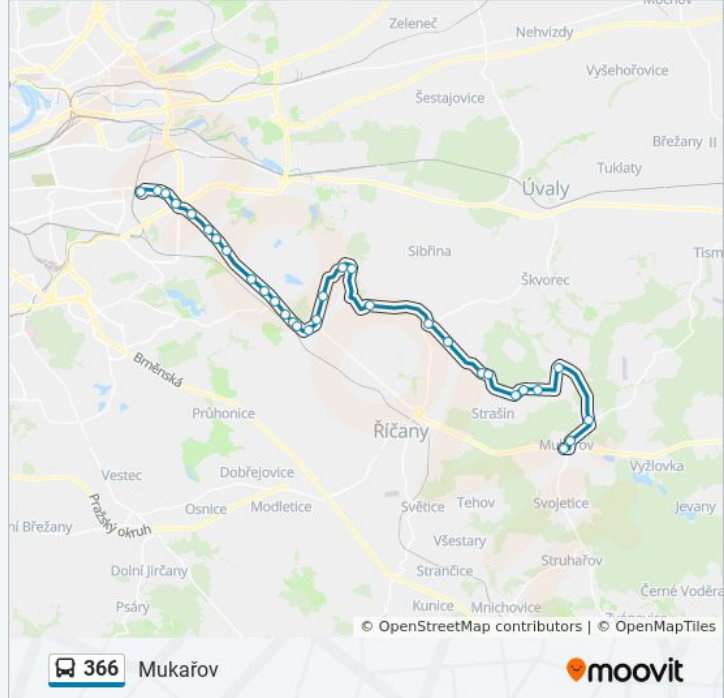 Mochov
Zeleneč
Nehvizdy
Vyšehořovice
Šestajovice
Břežany II
Tuklaty
Úvaly
Sibřina
Tism
Škvorec
Brněnská
Průhonice
Strašín
Říčany
Mukařov
Vyžlovka
Dobřejovice
Vestec
Osnice
Modletice
Světice
Tehov
Svojetice
Jevany
Pražský okruh
ní Břežany
Všestary
Struhařov
Dolní Jirčany
Strančice
Černé Voděra
Psáry
Kunice
Mnichovice
© OpenStreetMap contributors | © OpenMapTiles
366 Mukařov
moovit